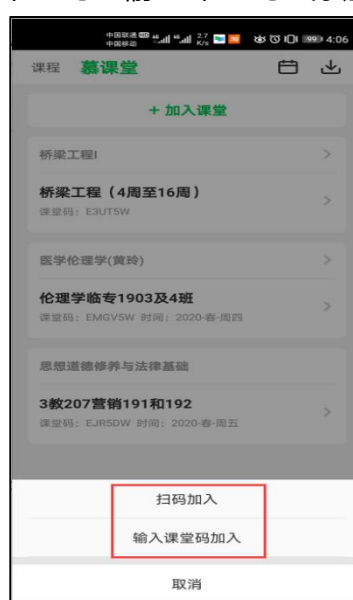 中国联通 HD 46 46 2.7 99 4:06
中国移动 K/s
课程 慕课堂
+ 加入课堂
桥梁工程I
桥梁工程（4周至16周）
课堂码：E3UT5W
医学伦理学(黄玲)
伦理学临专1903及4班
课堂码：EMGV5W 时间：2020-春-周四
思想道德修养与法律基础
3教207营销191和192
课堂码：EJR5DW 时间：2020-春-周五
扫码加入
输入课堂码加入
取消